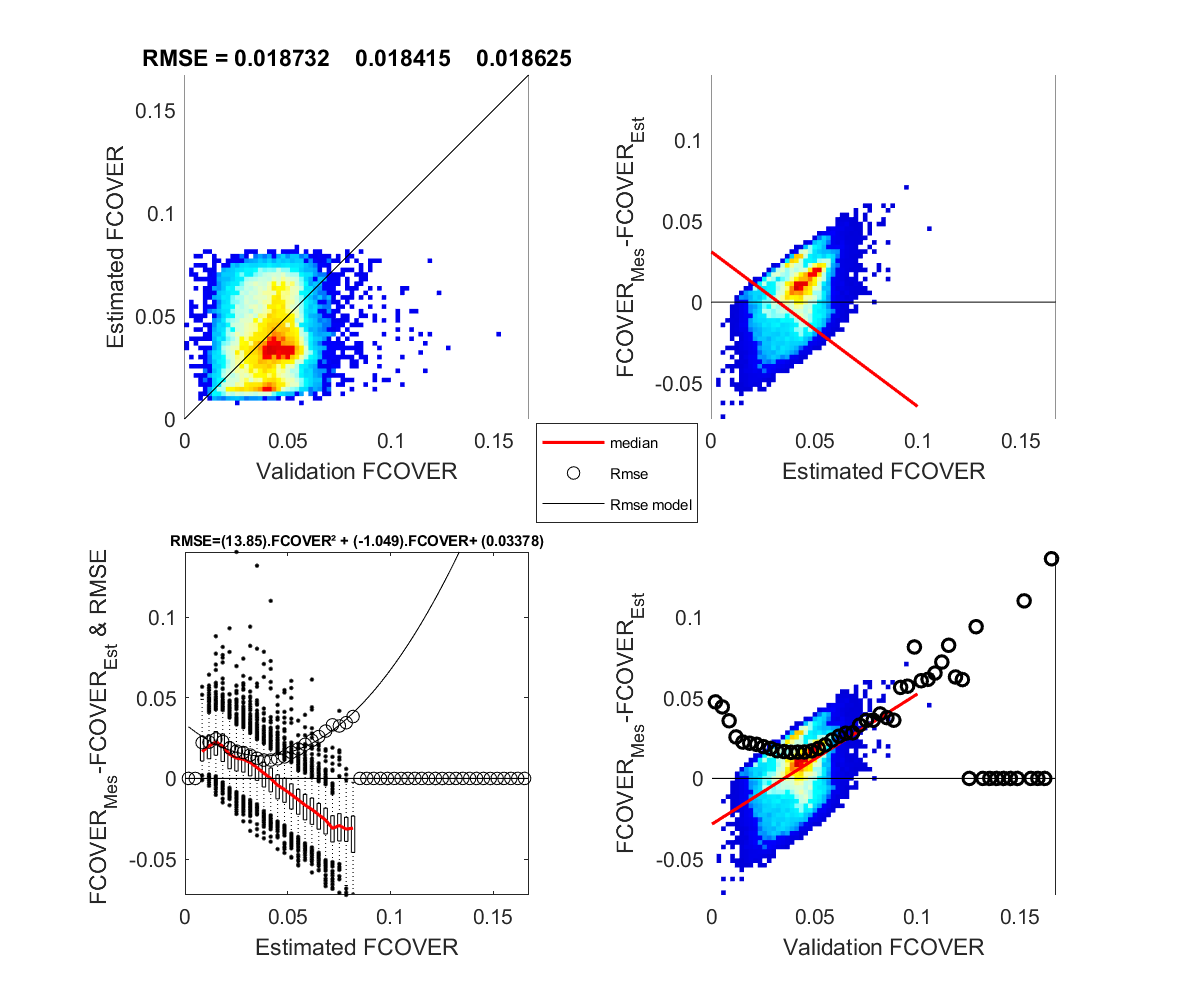 RMSE = 0.018732 0.018415 0.018625
0.15
0.1
0.05
0
Estimated FCOVER
0 0.05 0.1 0.15
Validation FCOVER
0.1
0.05
0
-0.05
FCOVER_Mes-FCOVER_Est
0 0.05 0.1 0.15
Estimated FCOVER
median
Rmse
Rmse model
RMSE=(13.85).FCOVER² + (-1.049).FCOVER+ (0.03378)
0.1
0.05
0
-0.05
FCOVER_Mes-FCOVER_Est & RMSE
0 0.05 0.1 0.15
Estimated FCOVER
0.1
0.05
0
-0.05
FCOVER_Mes-FCOVER_Est
0 0.05 0.1 0.15
Validation FCOVER